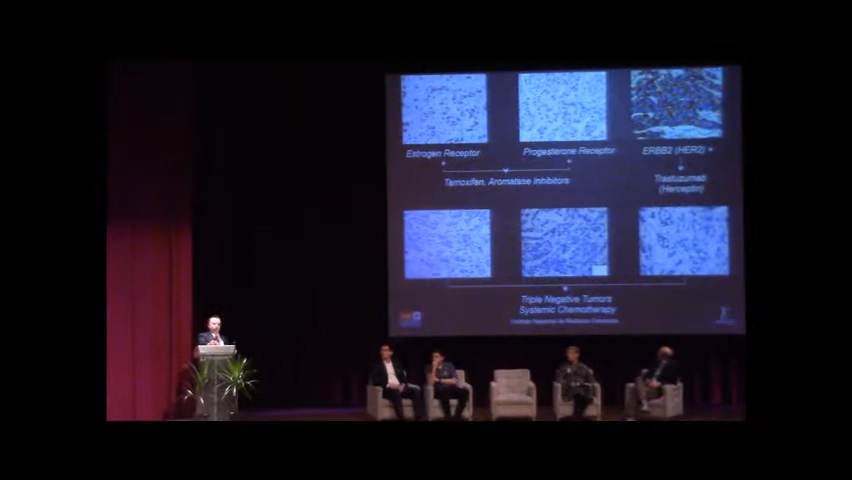 Estrogen Receptor
Progesterone Receptor
ERBB2 (HER2) +
+
+
Tamoxifen, Aromatase Inhibitors
Trastuzumab
(Herceptin)
Triple Negative Tumors
Systemic Chemotherapy